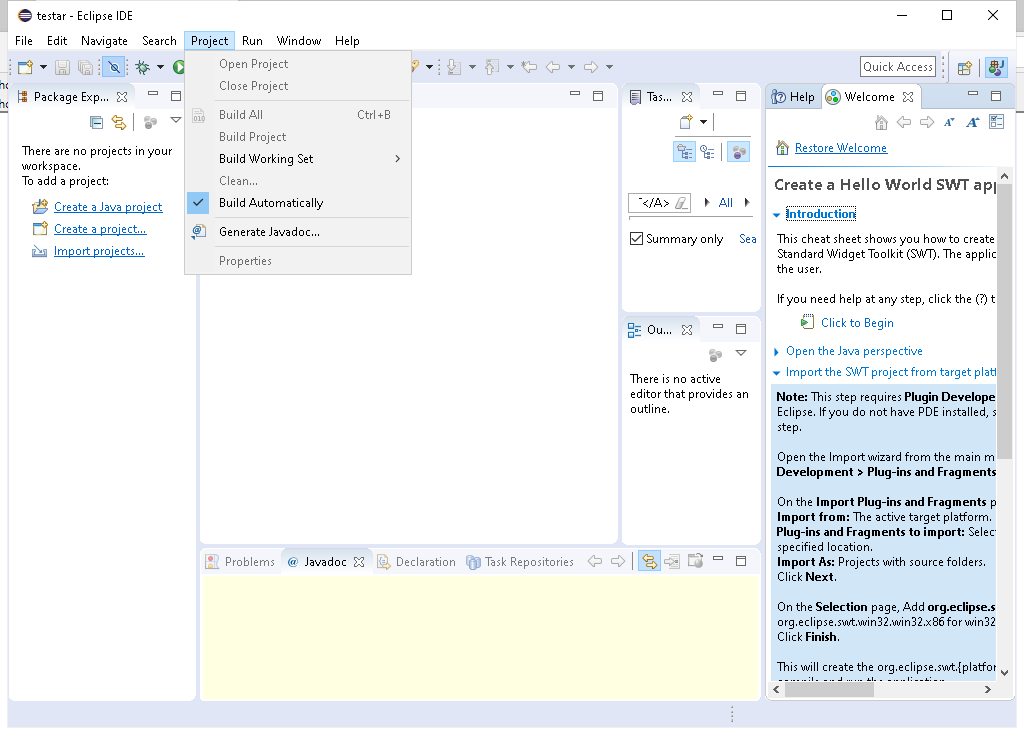 testar - Eclipse IDE
File Edit Navigate Search Project Run Window Help
Quick Access
Package Exp...
There are no projects in your
workspace.
To add a project:
Create a Java project
Create a project...
Import projects...
Open Project
Close Project
Build All Ctrl+B
Build Project
Build Working Set
Clean...
Build Automatically
Generate Javadoc...
Properties
Tas...
All
Summary only Sea
Ou...
There is no active
editor that provides an
outline.
Problems @ Javadoc Declaration Task Repositories
Help Welcome
Restore Welcome
Create a Hello World SWT app
Introduction
This cheat sheet shows you how to create
Standard Widget Toolkit (SWT). The applic
the user.
If you need help at any step, click the (?) t
Click to Begin
Open the Java perspective
Import the SWT project from target platf
Note: This step requires Plugin Develope
Eclipse. If you do not have PDE installed, s
step.
Open the Import wizard from the main m
Development > Plug-ins and Fragments
On the Import Plug-ins and Fragments p
Import from: The active target platform.
Plug-ins and Fragments to import: Selec
specified location.
Import As: Projects with source folders.
Click Next.
On the Selection page, Add org.eclipse.s
org.eclipse.swt.win32.win32.x86 for win32
Click Finish.
This will create the org.eclipse.swt.{platfor